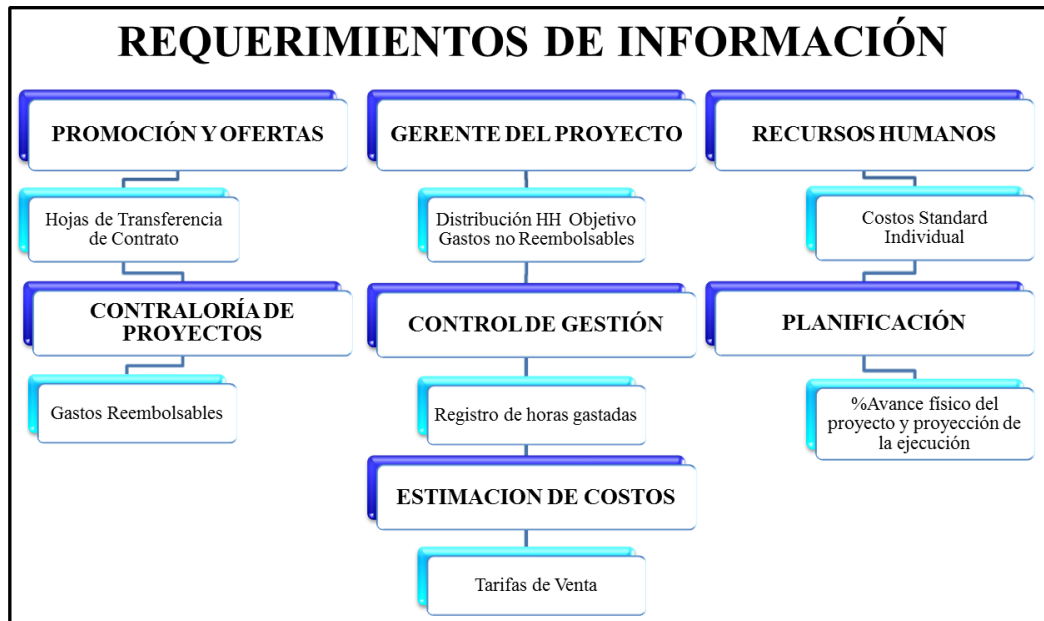 REQUERIMIENTOS DE INFORMACIÓN
PROMOCIÓN Y OFERTAS
Hojas de Transferencia
de Contrato
CONTRALORÍA DE
PROYECTOS
Gastos Reembolsables
GERENTE DEL PROYECTO
Distribución HH Objetivo
Gastos no Reembolsables
CONTROL DE GESTIÓN
Registro de horas gastadas
ESTIMACION DE COSTOS
Tarifas de Venta
RECURSOS HUMANOS
Costos Standard
Individual
PLANIFICACIÓN
%Avance físico del
proyecto y proyección de
la ejecución